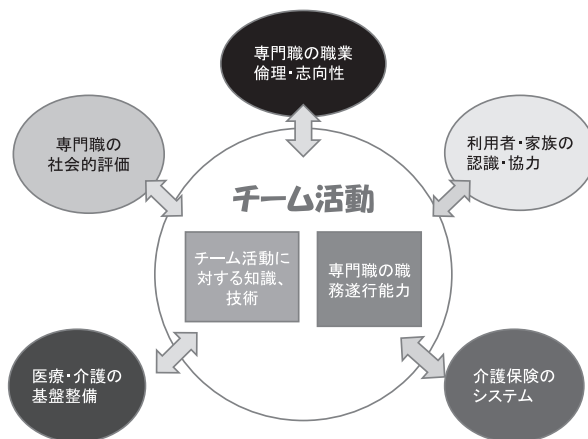 専門職の職業
倫理・志向性
専門職の
社会的評価
利用者・家族の
認識・協力
チーム活動
チーム活動に
対する知識、
技術
専門職の職
務遂行能力
医療・介護の
基盤整備
介護保険の
システム